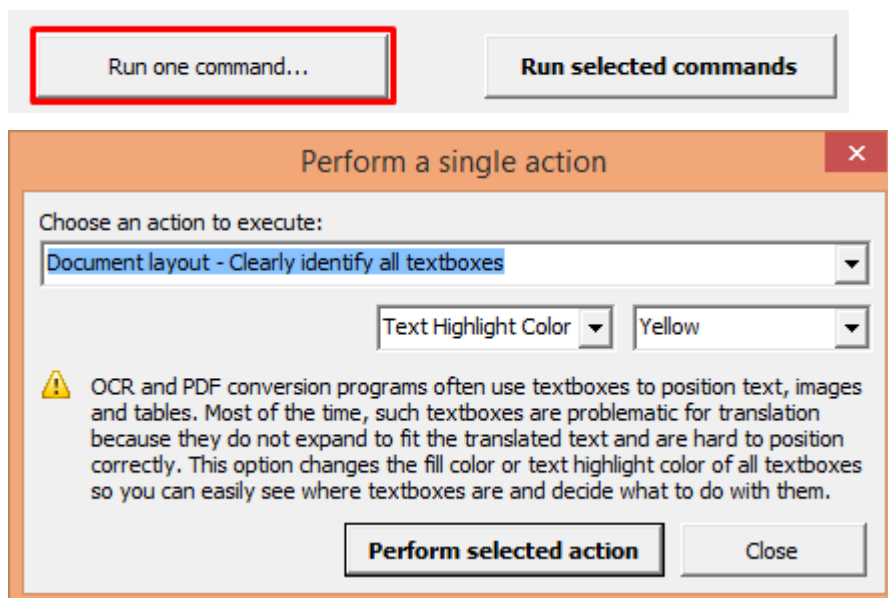 Run one command... Run selected commands
Perform a single action
Choose an action to execute:
Document layout - Clearly identify all textboxes
Text Highlight Color Yellow
OCR and PDF conversion programs often use textboxes to position text, images
and tables. Most of the time, such textboxes are problematic for translation
because they do not expand to fit the translated text and are hard to position
correctly. This option changes the fill color or text highlight color of all textboxes
so you can easily see where textboxes are and decide what to do with them.
Perform selected action Close